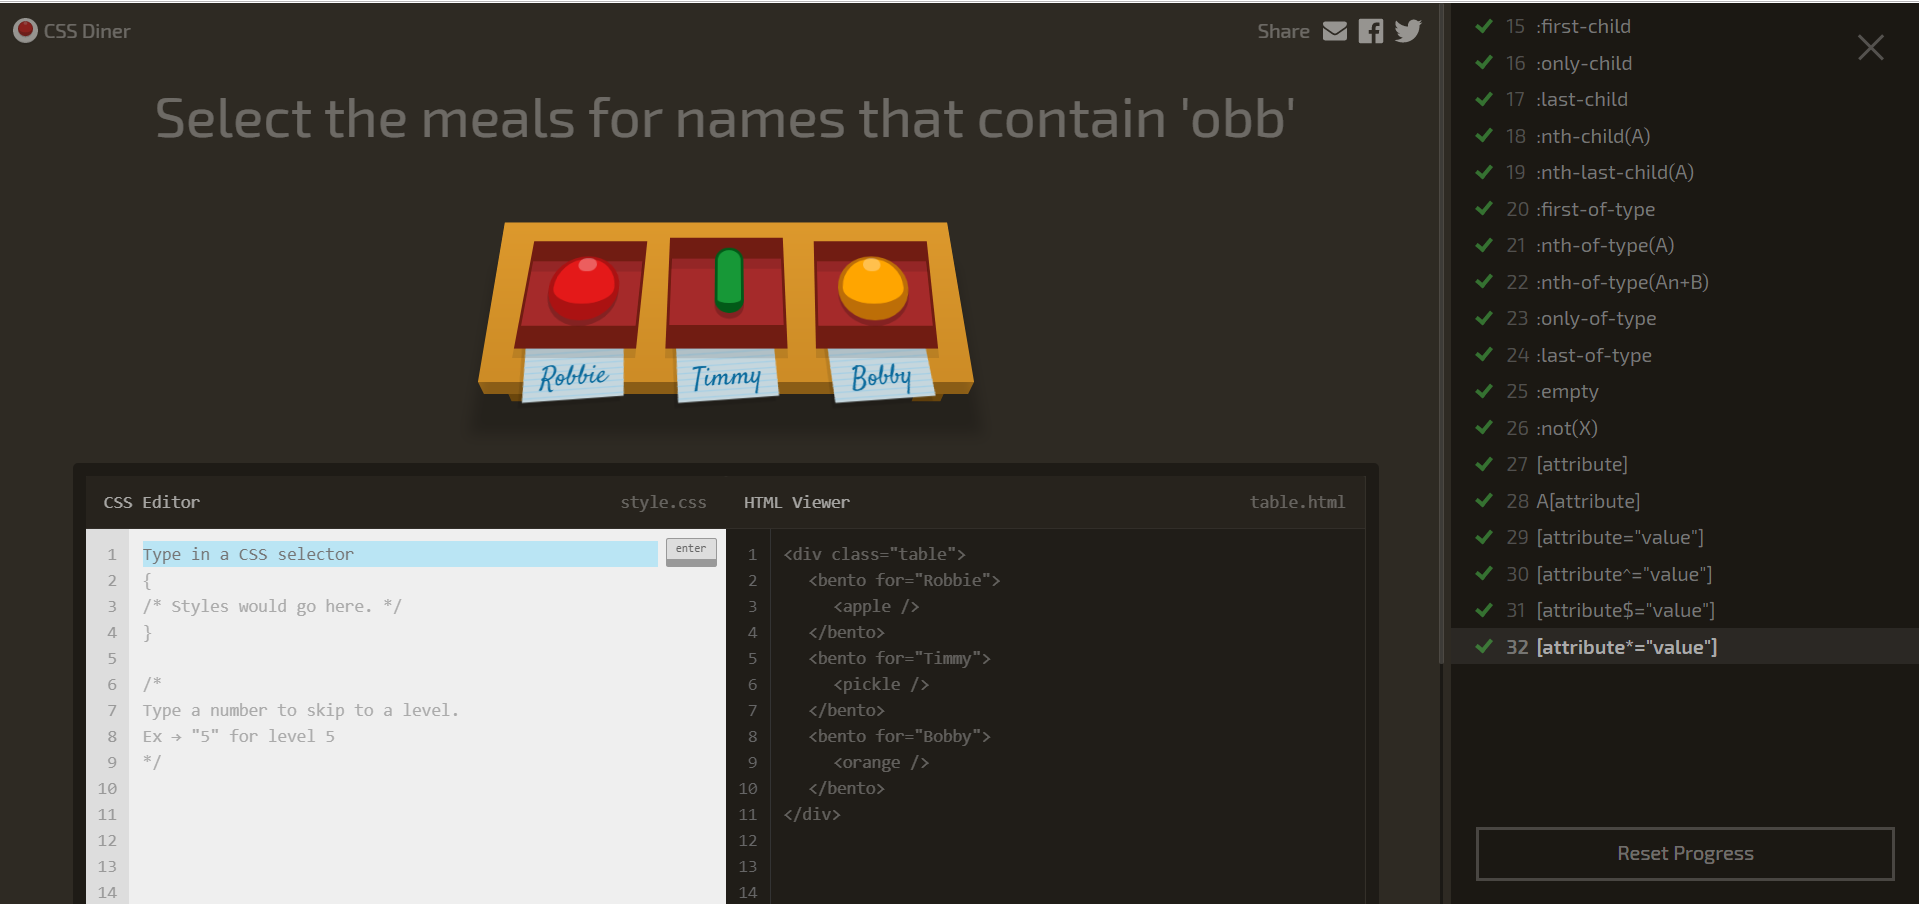 CSS Diner
Share
Select the meals for names that contain 'obb'
Robbie
Timmy
Bobby
CSS Editor
style.css
1 Type in a CSS selector
enter
2 {
3 /* Styles would go here. */
4 }
5
6 /*
7 Type a number to skip to a level.
8 Ex → "5" for level 5
9 */
10
11
12
13
14
HTML Viewer
table.html
1 <div class="table">
2 <bento for="Robbie">
3 <apple />
4 </bento>
5 <bento for="Timmy">
6 <pickle />
7 </bento>
8 <bento for="Bobby">
9 <orange />
10 </bento>
11 </div>
12
13
14
15 :first-child
16 :only-child
17 :last-child
18 :nth-child(A)
19 :nth-last-child(A)
20 :first-of-type
21 :nth-of-type(A)
22 :nth-of-type(An+B)
23 :only-of-type
24 :last-of-type
25 :empty
26 :not(X)
27 [attribute]
28 A[attribute]
29 [attribute="value"]
30 [attribute^="value"]
31 [attribute$="value"]
32 [attribute*="value"]
Reset Progress